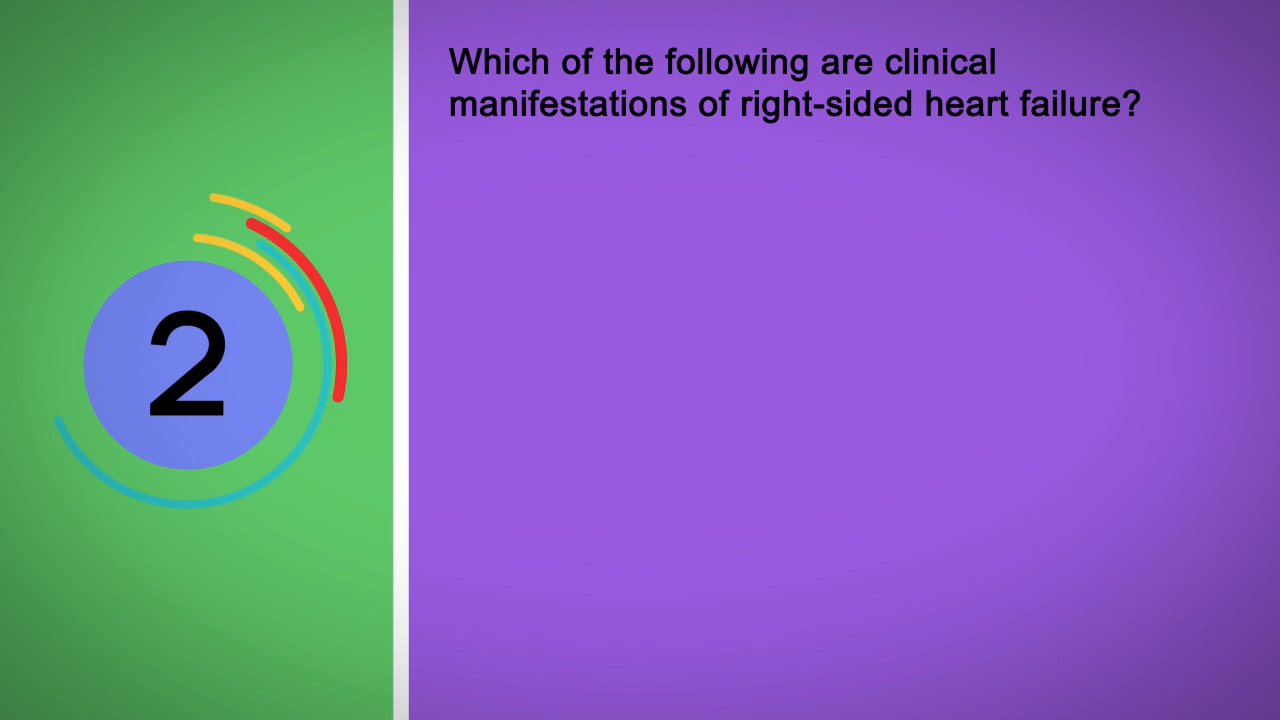 Which of the following are clinical
manifestations of right-sided heart failure?
2